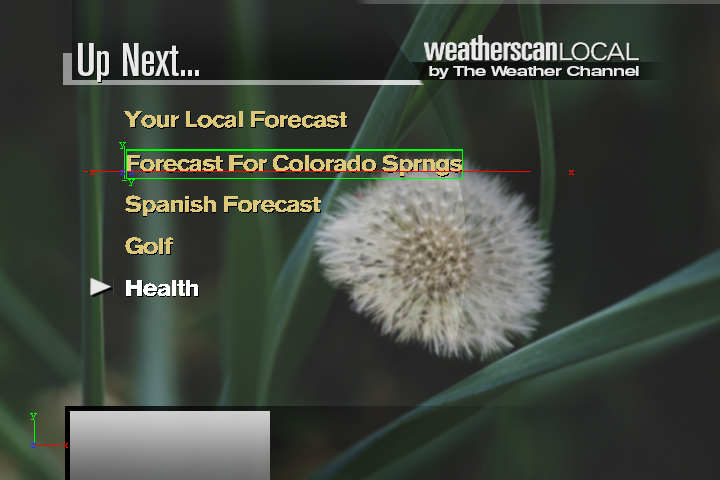 Up Next...
weatherscanLOCAL
by The Weather Channel
Your Local Forecast
Forecast For Colorado Sprngs
Spanish Forecast
Golf
Health
y
x
x
y
y
x